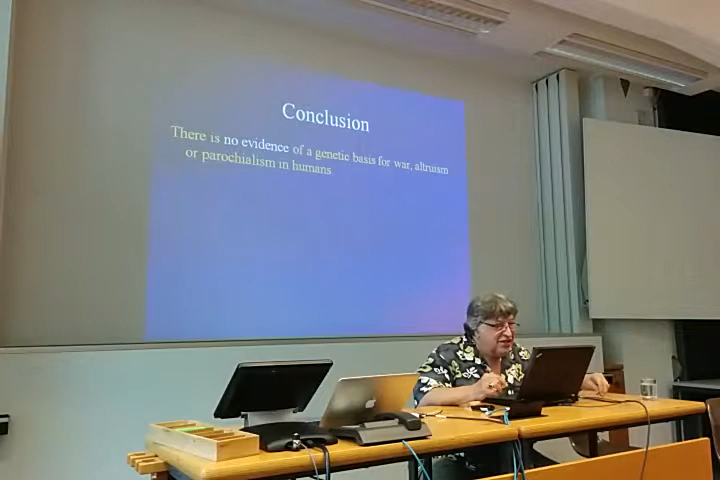 Conclusion
There is no evidence of a genetic basis for war, altruism
or parochialism in humans